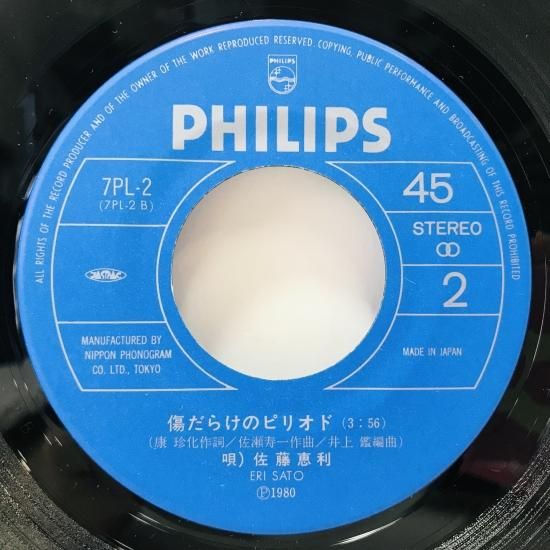 ALL RIGHTS OF THE RECORD PRODUCER AND OF THE OWNER OF THE WORK REPRODUCED RESERVED. COPYING, PUBLIC PERFORMANCE AND BROADCASTING OF THIS RECORD PROHIBITED
PHILIPS
PHILIPS
7PL-2
(7PL-2 B)
45
STEREO
2
JASRAC
MANUFACTURED BY
NIPPON PHONOGRAM
CO. LTD., TOKYO
MADE IN JAPAN
傷だらけのピリオド (3:56)
(康 珍化作詞/佐瀬寿一作曲/井上 鑑編曲)
唄) 佐藤恵利
ERI SATO
Ⓟ1980